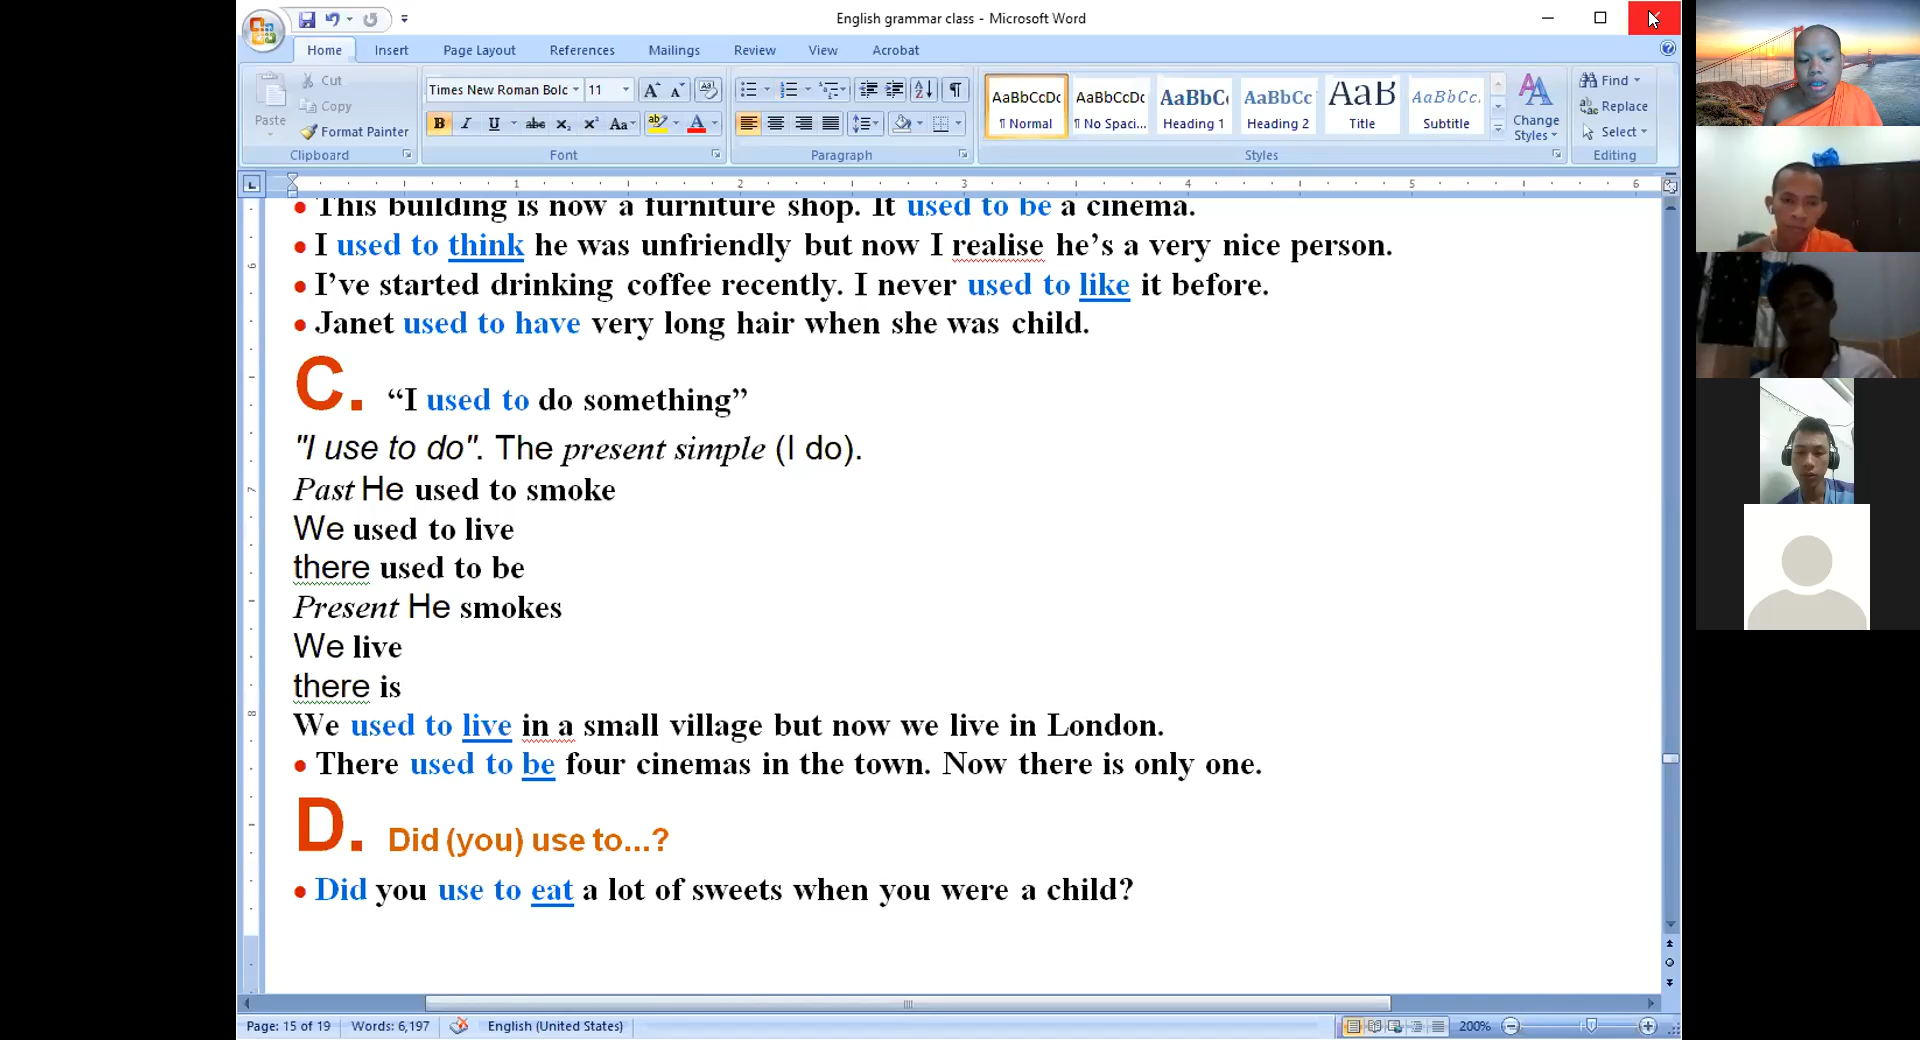 English grammar class - Microsoft Word
Home Insert Page Layout References Mailings Review View Acrobat
Paste
Cut
Copy
Format Painter
Clipboard
Times New Roman Bolc 11
Font
Paragraph
AaBbCcDc AaBbCcDc AaBbCc AaBbCc AaB AaBbCc.
¶ Normal ¶ No Spaci... Heading 1 Heading 2 Title Subtitle
Change Styles
Styles
Find
Replace
Select
Editing
1 2 3 4 5 6
• This building is now a furniture shop. It used to be a cinema.
• I used to think he was unfriendly but now I realise he’s a very nice person.
• I’ve started drinking coffee recently. I never used to like it before.
• Janet used to have very long hair when she was child.
C. “I used to do something”
"I use to do". The present simple (I do).
Past He used to smoke
We used to live
there used to be
Present He smokes
We live
there is
We used to live in a small village but now we live in London.
• There used to be four cinemas in the town. Now there is only one.
D. Did (you) use to...?
• Did you use to eat a lot of sweets when you were a child?
Page: 15 of 19 Words: 6,197 English (United States) 200%